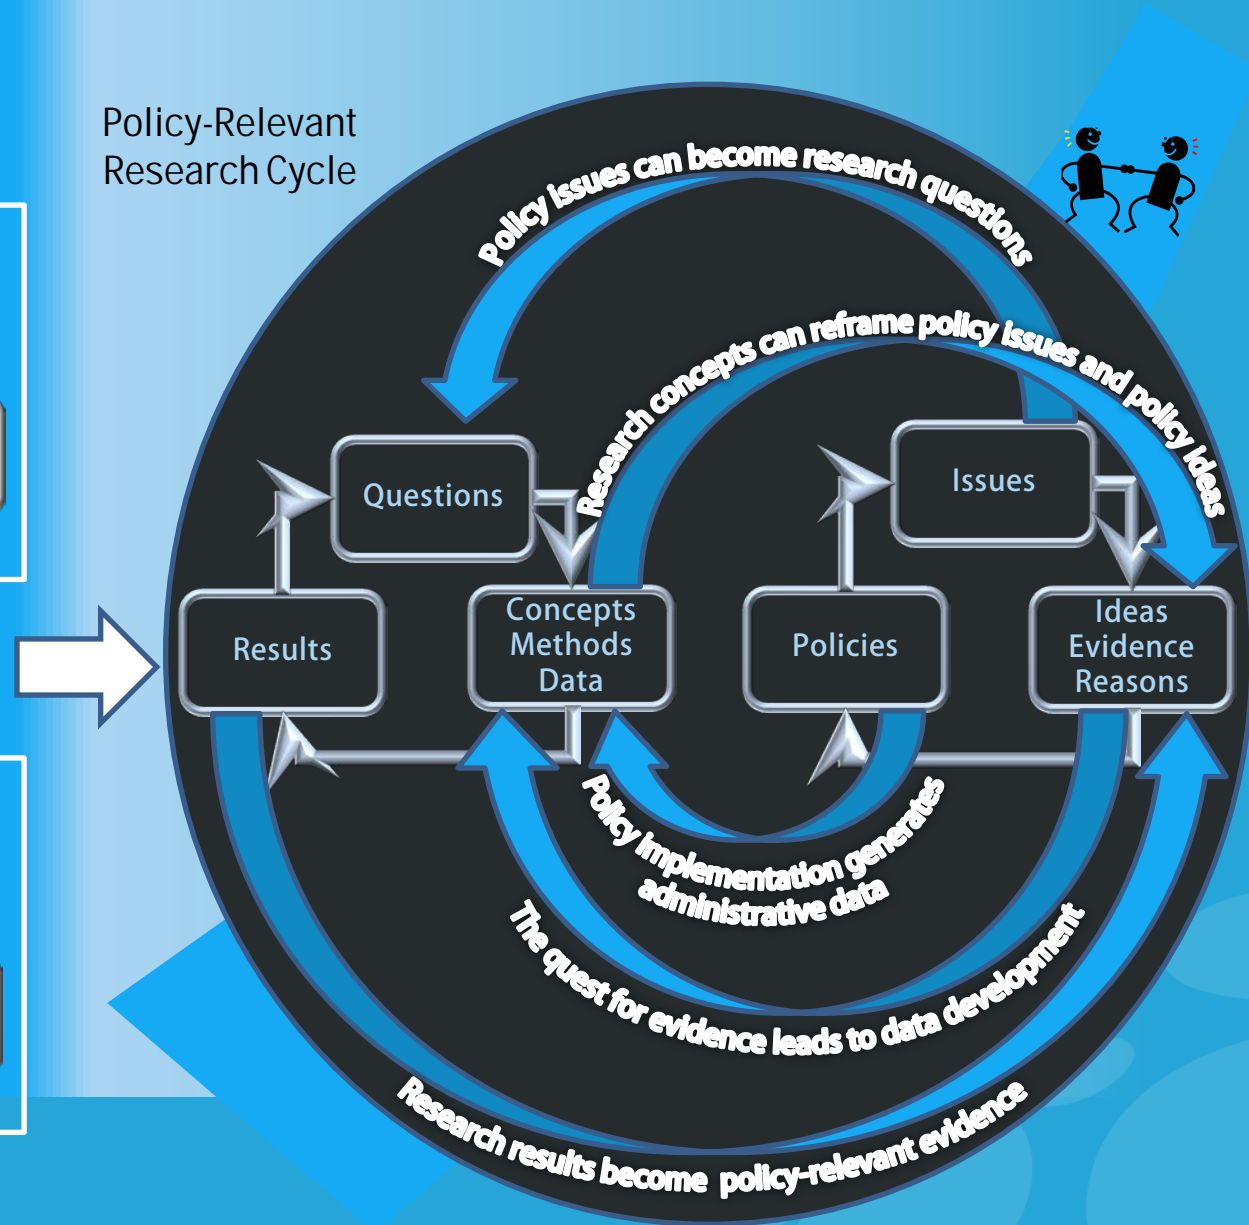 Policy-Relevant
Research Cycle
Policy issues can become research questions
Research concepts can reframe policy issues and policy ideas
Questions
Issues
Results
Concepts
Methods
Data
Policies
Ideas
Evidence
Reasons
Policy implementation generates
administrative data
The quest for evidence leads to data development
Research results become policy-relevant evidence